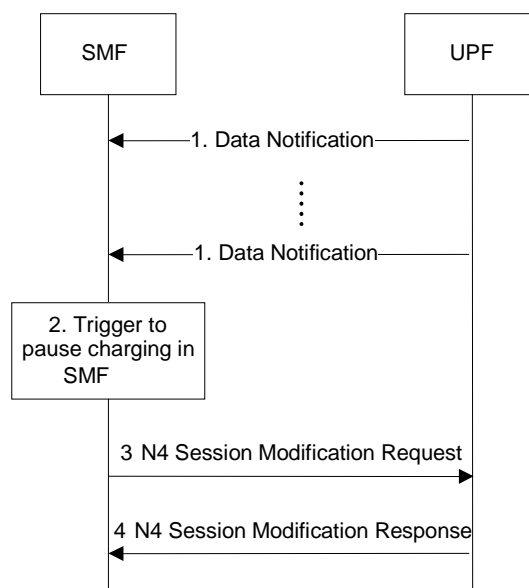 SMF
UPF
1. Data Notification
1. Data Notification
2. Trigger to
pause charging in
SMF
3 N4 Session Modification Request
4 N4 Session Modification Response